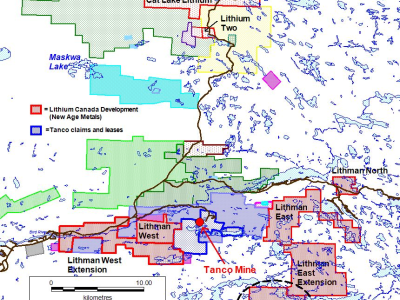 Cat Lake Lithium
Lithium
Two
Maskwa
Lake
= Lithium Canada Development
(New Age Metals)
=Tanco claims and leases
Lithman North
Lithman
East
Lithman
West
Lithman West
Extension
Tanco Mine
Lithman
East
Extension
0.00
10.00
kilometres